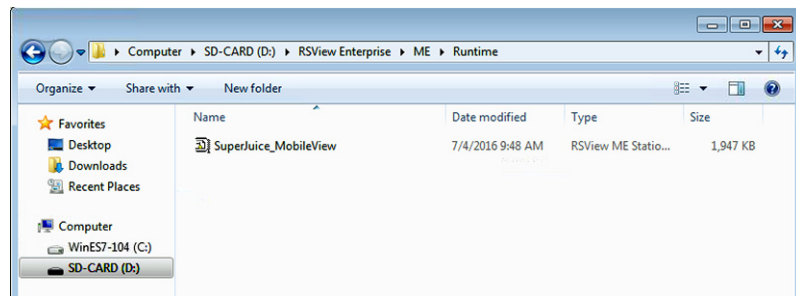 Computer ▸ SD-CARD (D:) ▸ RSView Enterprise ▸ ME ▸ Runtime
Organize Share with New folder
Favorites
Desktop
Downloads
Recent Places
Computer
WinES7-104 (C:)
SD-CARD (D:)
Name Date modified Type Size
SuperJuice_MobileView 7/4/2016 9:48 AM RSView ME Statio... 1,947 KB